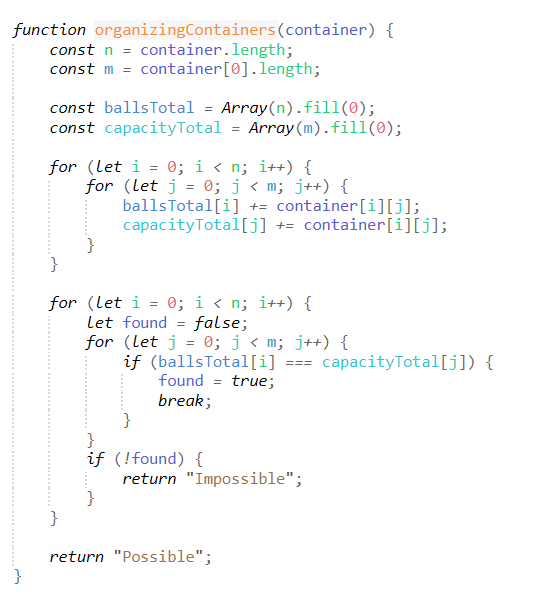 function organizingContainers(container) {
    const n = container.length;
    const m = container[0].length;

    const ballsTotal = Array(n).fill(0);
    const capacityTotal = Array(m).fill(0);

    for (let i = 0; i < n; i++) {
        for (let j = 0; j < m; j++) {
            ballsTotal[i] += container[i][j];
            capacityTotal[j] += container[i][j];
        }
    }

    for (let i = 0; i < n; i++) {
        let found = false;
        for (let j = 0; j < m; j++) {
            if (ballsTotal[i] === capacityTotal[j]) {
                found = true;
                break;
            }
        }
        if (!found) {
            return "Impossible";
        }
    }

    return "Possible";
}